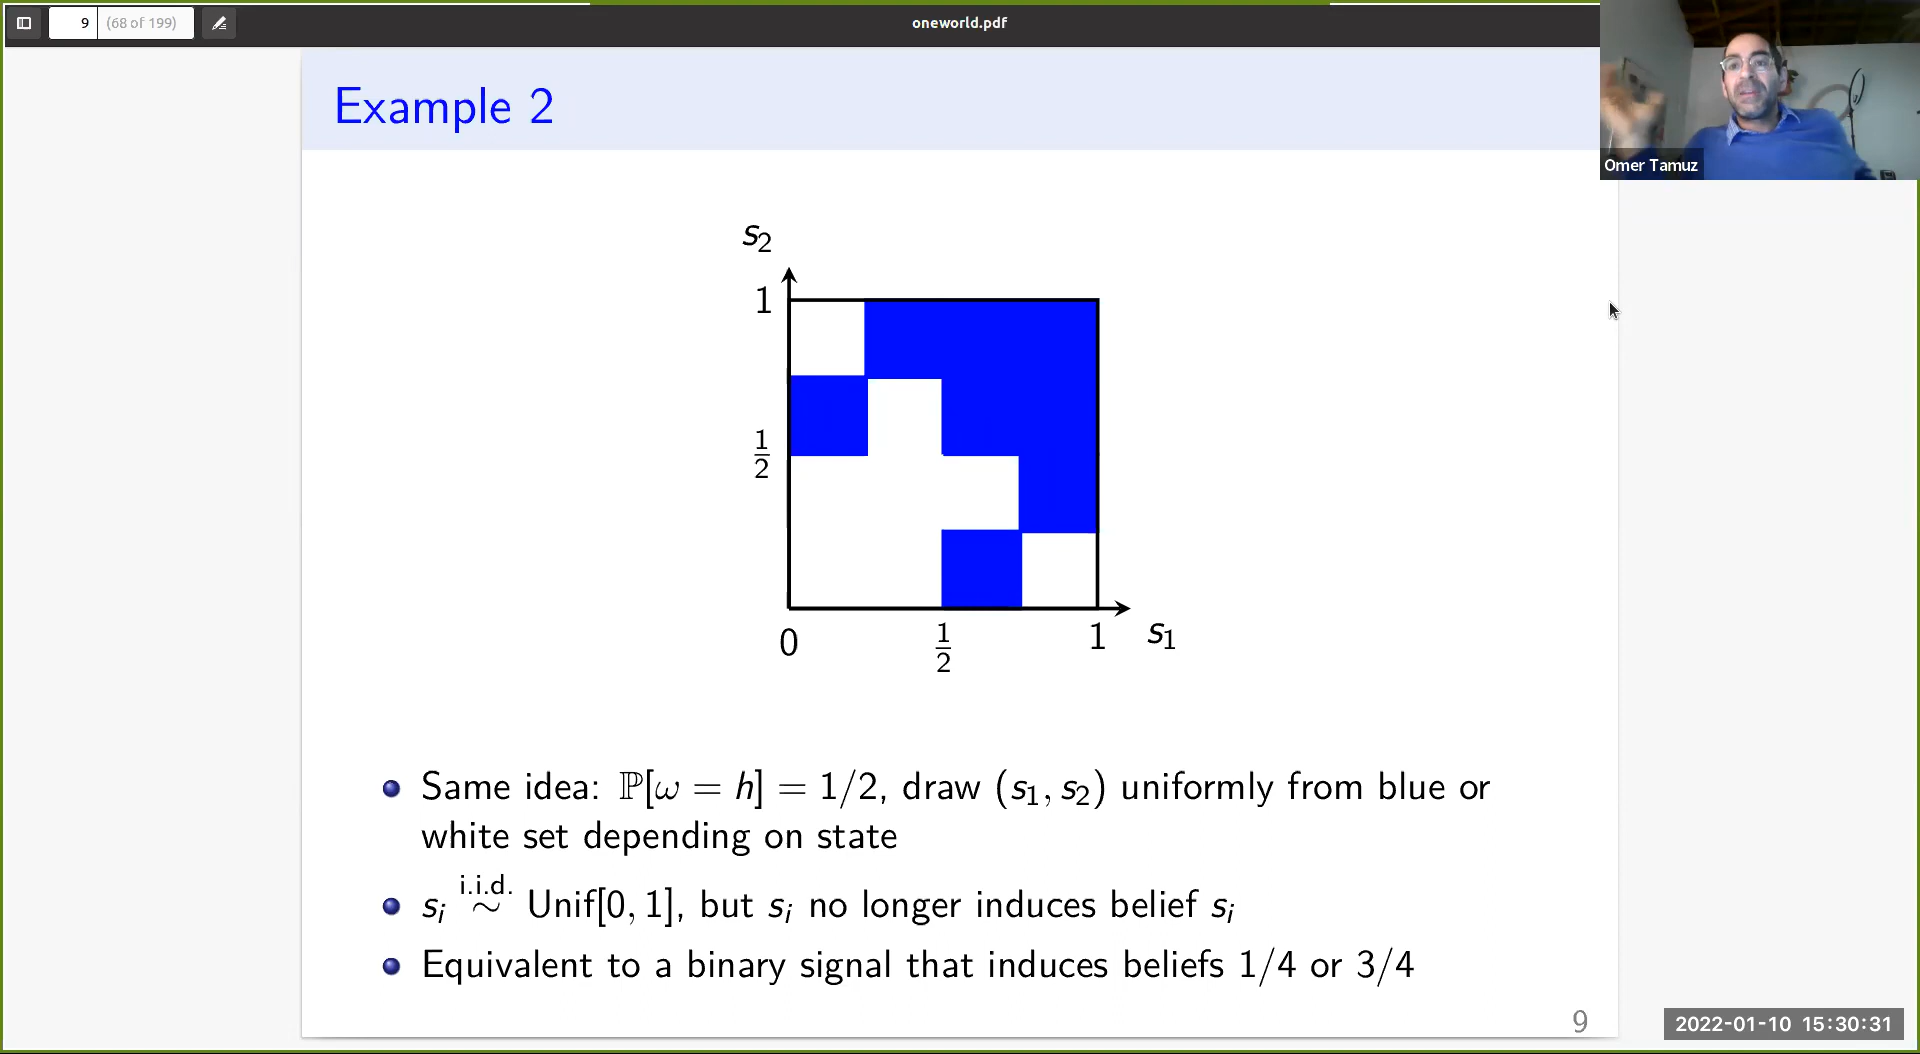 9 (68 of 199)
oneworld.pdf
Example 2
Omer Tamuz
s₂
1
1/2
0
1/2
1
s₁
Same idea: ℙ[ω = h] = 1/2, draw (s₁, s₂) uniformly from blue or
white set depending on state
sᵢ i.i.d. ∼ Unif[0, 1], but sᵢ no longer induces belief sᵢ
Equivalent to a binary signal that induces beliefs 1/4 or 3/4
9
2022-01-10 15:30:31